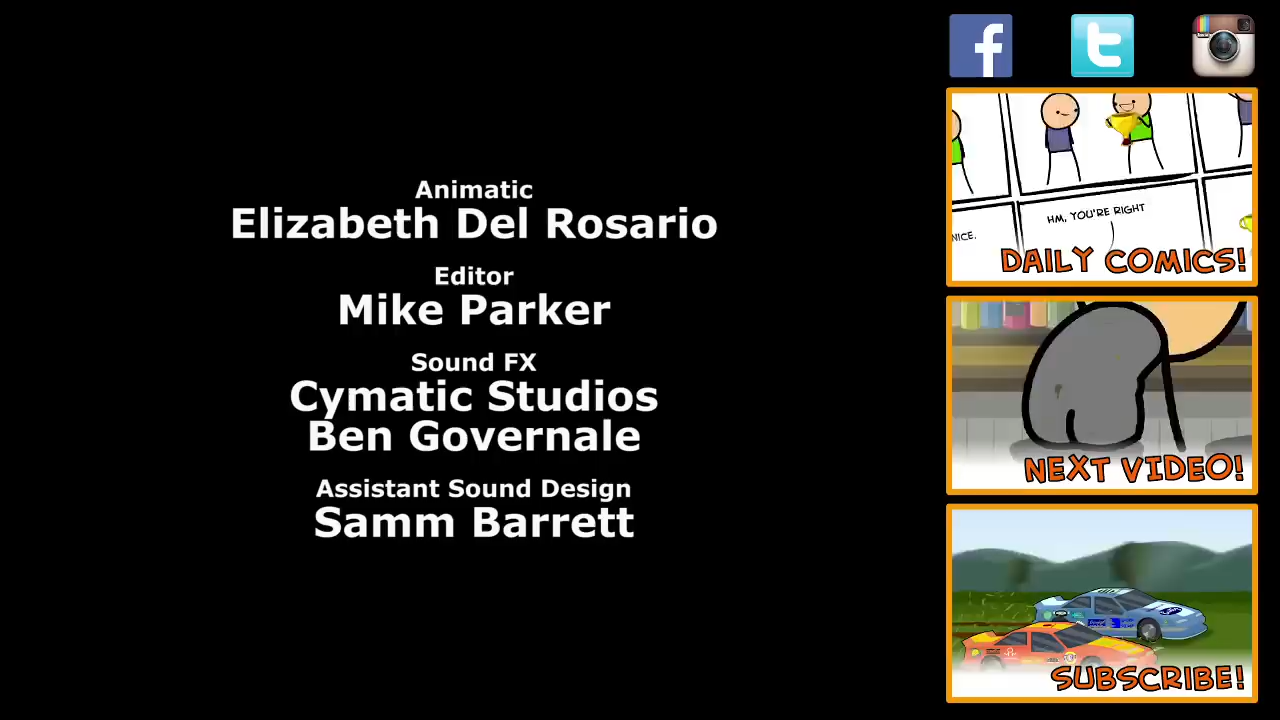 Animatic
Elizabeth Del Rosario
Editor
Mike Parker
Sound FX
Cymatic Studios
Ben Governale
Assistant Sound Design
Samm Barrett
HM, YOU'RE RIGHT
NICE.
DAILY COMICS!
NEXT VIDEO!
SUBSCRIBE!